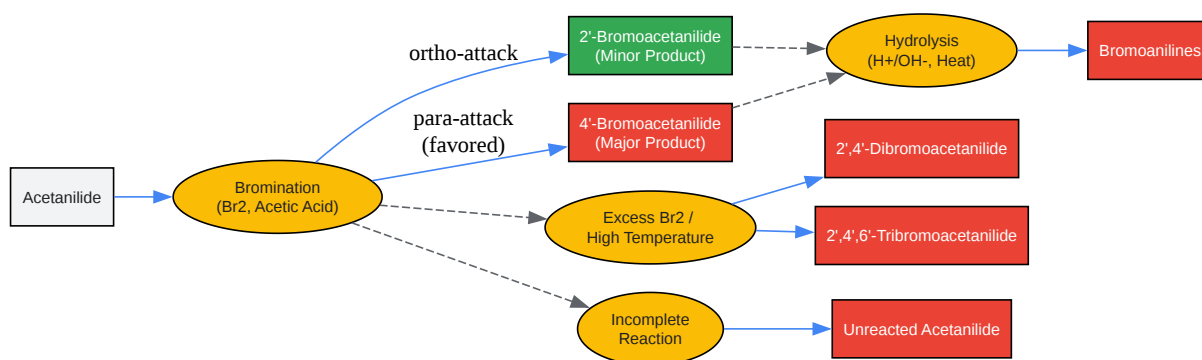 Acetanilide
Bromination
(Br2, Acetic Acid)
ortho-attack
para-attack
(favored)
2'-Bromoacetanilide
(Minor Product)
4'-Bromoacetanilide
(Major Product)
Excess Br2 /
High Temperature
Incomplete
Reaction
Hydrolysis
(H+/OH-, Heat)
Bromoanilines
2',4'-Dibromoacetanilide
2',4',6'-Tribromoacetanilide
Unreacted Acetanilide